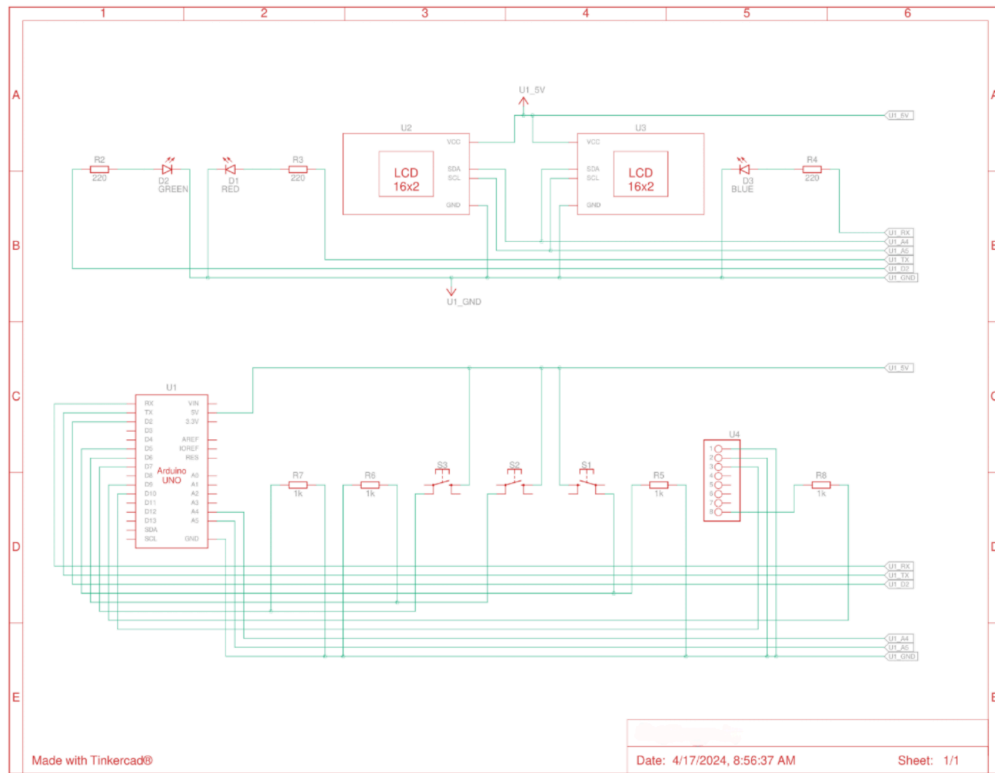 1 2 3 4 5 6
A A
U1_5V
U1_5V
U2 U3
VCC VCC
R2 R3 R4
220 220 220
D2 GREEN
D1 RED
D3 BLUE
LCD 16x2
LCD 16x2
SDA SDA
SCL SCL
GND GND
B B
U1_RX
U1_A4
U1_A5
U1_TX
U1_D2
U1_GND
U1_GND
U1_5V
C C
U1
RX VIN
TX 5V
D2 3.3V
D3
D4 AREF
D5 IOREF
D6 RES
D7
Arduino UNO
D8 A0
D9 A1
D10 A2
D11 A3
D12 A4
D13 A5
SDA
SCL GND
U4
1
2
3
4
5
6
7
8
R7 R6 S3 S2 S1 R5 R8
1k 1k 1k 1k
D D
U1_RX
U1_TX
U1_D2
U1_A4
U1_A5
U1_GND
E E
Made with Tinkercad®
Date: 4/17/2024, 8:56:37 AM Sheet: 1/1